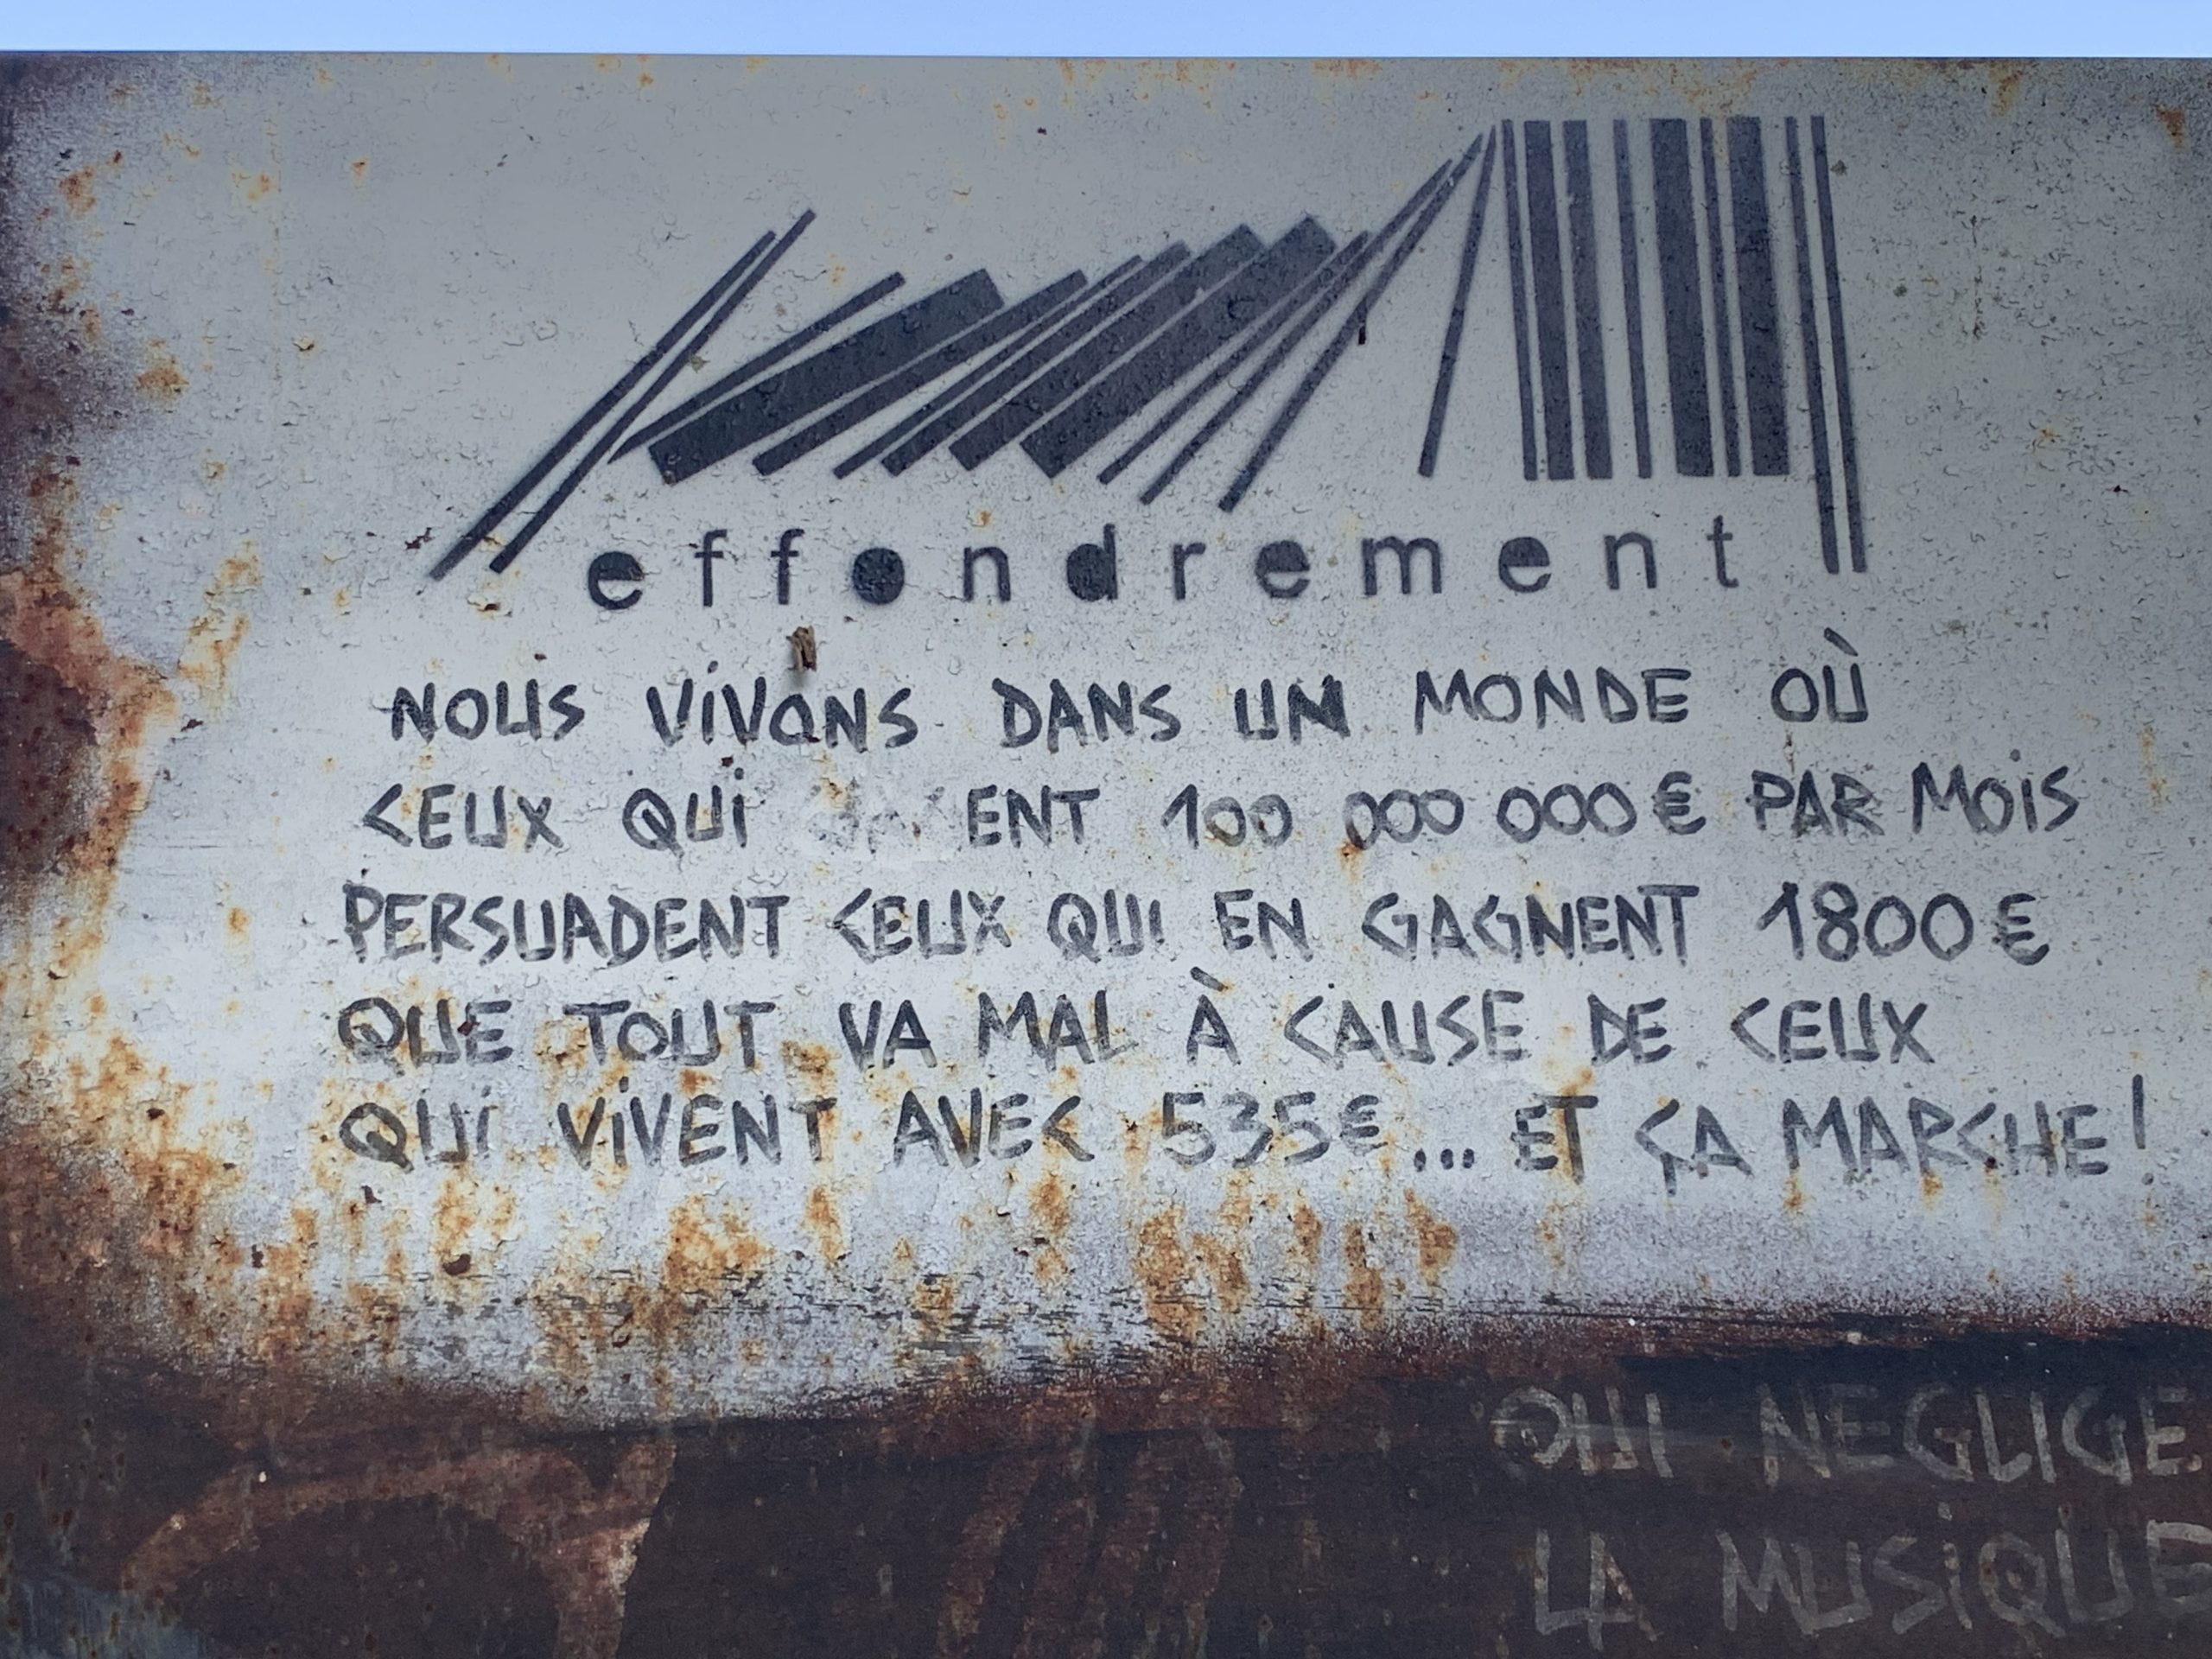 effondrement
NOUS ViVONS DANS UN MONDE OÙ
CEUX QUi ENT 100 000 000€ PAR MOiS
PERSUADENT CEUX QUI EN GAGNENT 1800€
QUE TOUT VA MAL À CAUSE DE CEUX
QUi ViVENT AVEC 535€... ET ÇA MARCHE!
QUI NEGLIGE
LA MUSiQUE